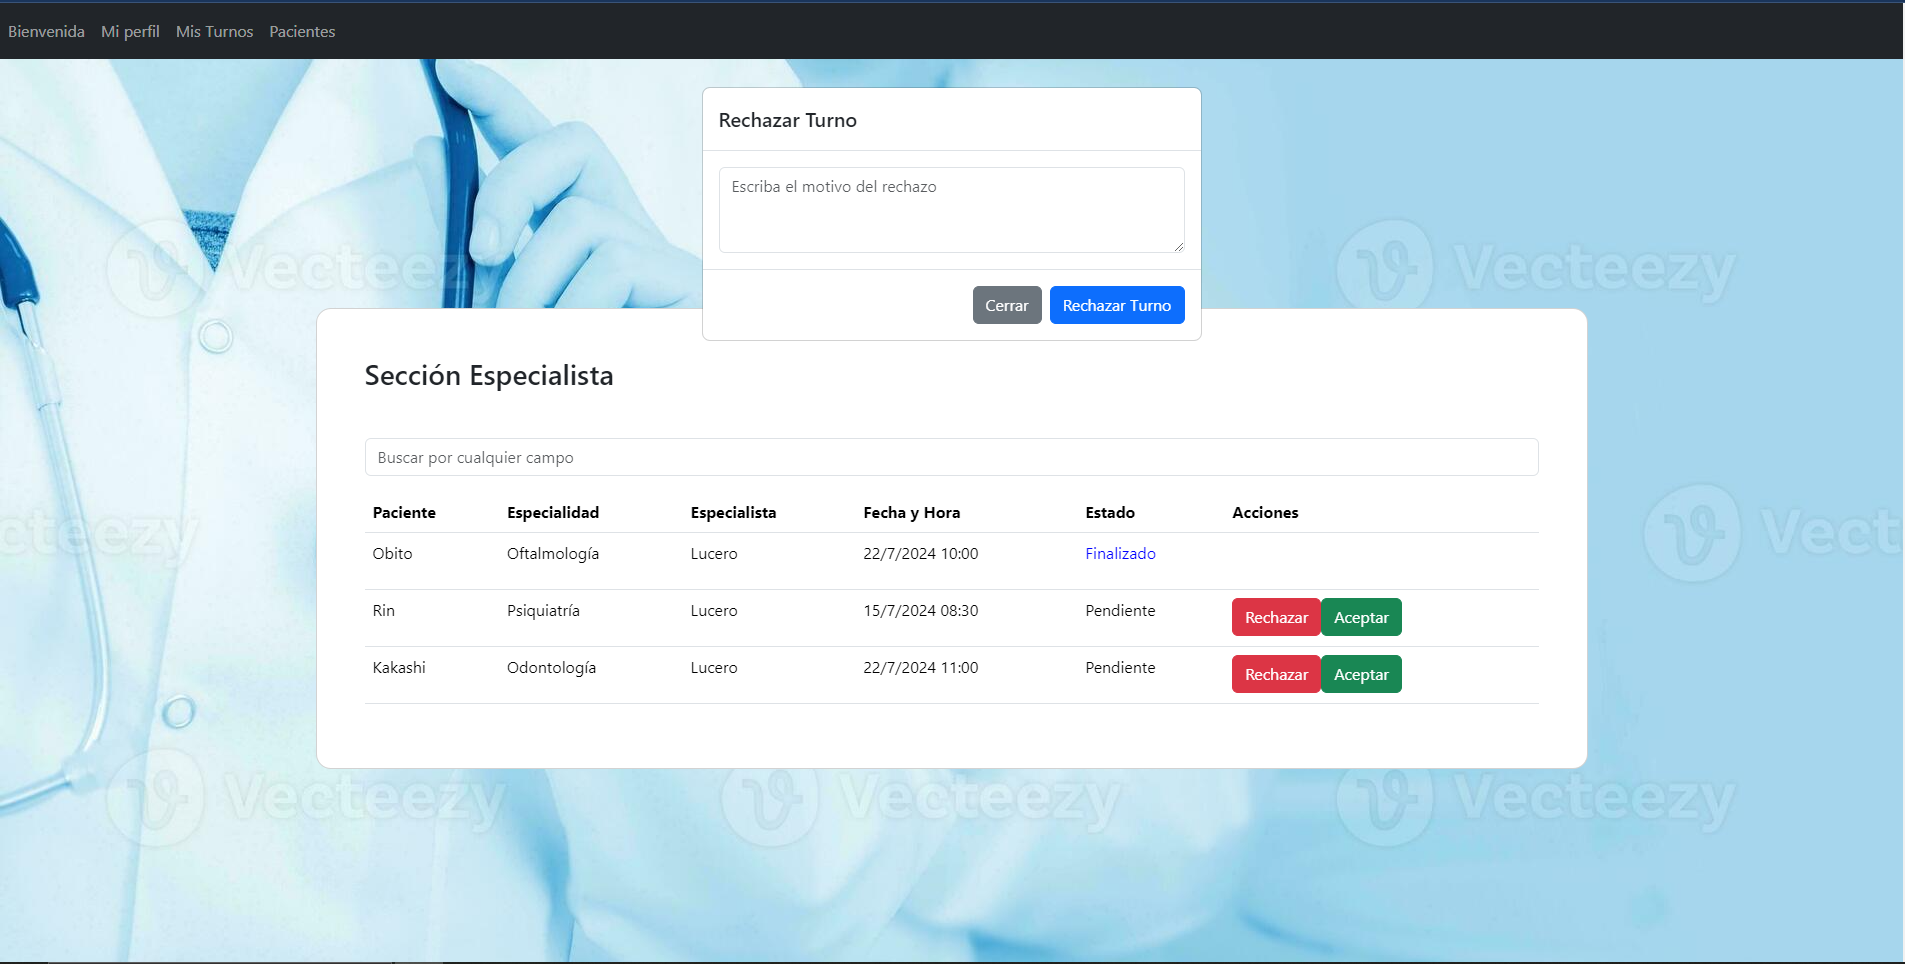 Bienvenida Mi perfil Mis Turnos Pacientes
Rechazar Turno
Escriba el motivo del rechazo
Cerrar Rechazar Turno
Sección Especialista
Buscar por cualquier campo
Paciente Especialidad Especialista Fecha y Hora Estado Acciones
Obito Oftalmología Lucero 22/7/2024 10:00 Finalizado
Rin Psiquiatría Lucero 15/7/2024 08:30 Pendiente Rechazar Aceptar
Kakashi Odontología Lucero 22/7/2024 11:00 Pendiente Rechazar Aceptar
Vecteezy
Vecteezy
Vecteezy
Vecteezy
Vecteezy